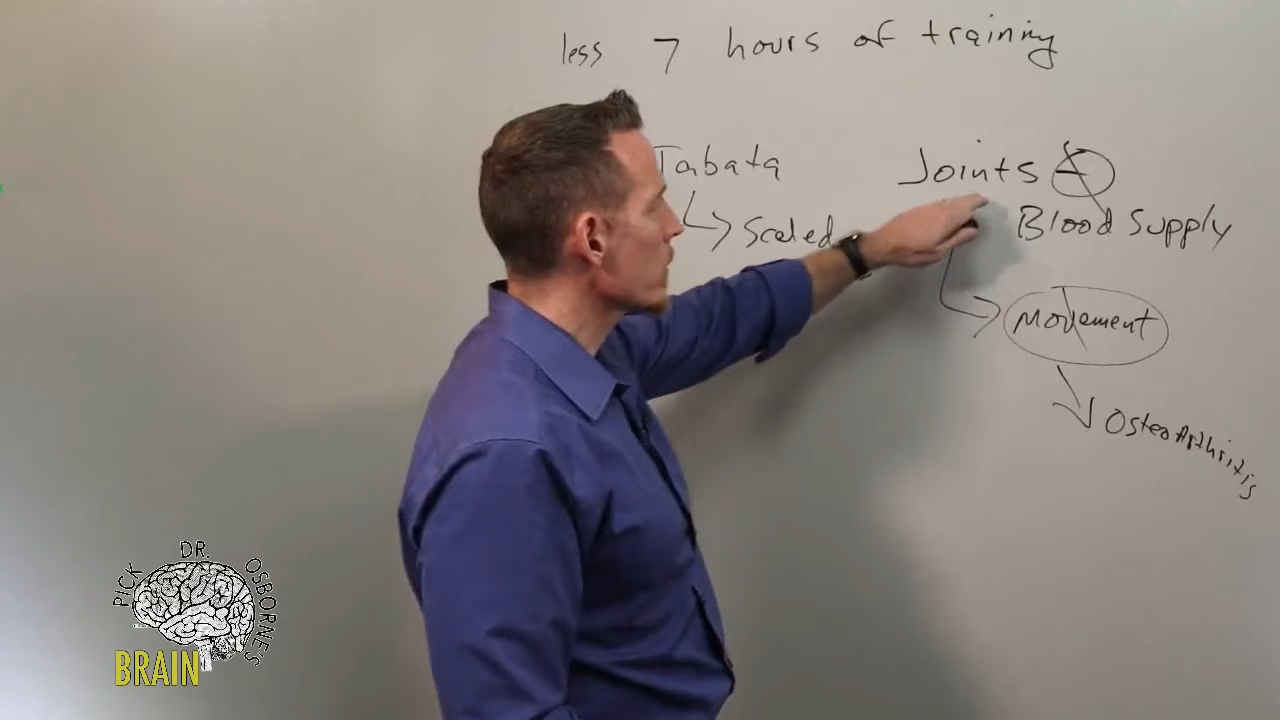 less 7 hours of training
Tabata
Scaled
Joints
Blood Supply
Movement
OsteoArthritis
PICK DR. OSBORNE'S
BRAIN